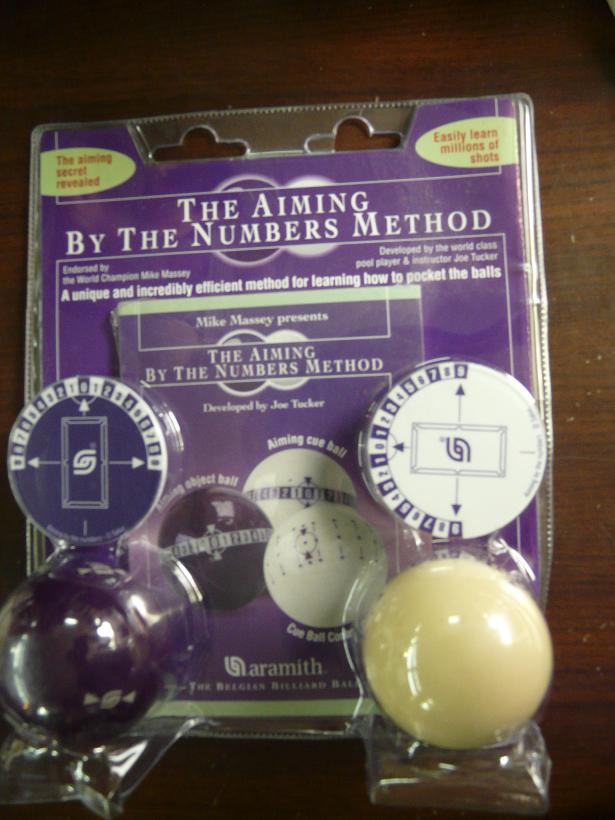 The aiming
secret
revealed
Easily learn
millions of
shots
THE AIMING
BY THE NUMBERS METHOD
Endorsed by
the World Champion Mike Massey
Developed by the world class
pool player & instructor Joe Tucker
A unique and incredibly efficient method for learning how to pocket the balls
Mike Massey presents
THE AIMING
BY THE NUMBERS METHOD
Developed by Joe Tucker
Aiming cue ball
Aiming object ball
Cue Ball
aramith
THE BELGIAN BILLIARD